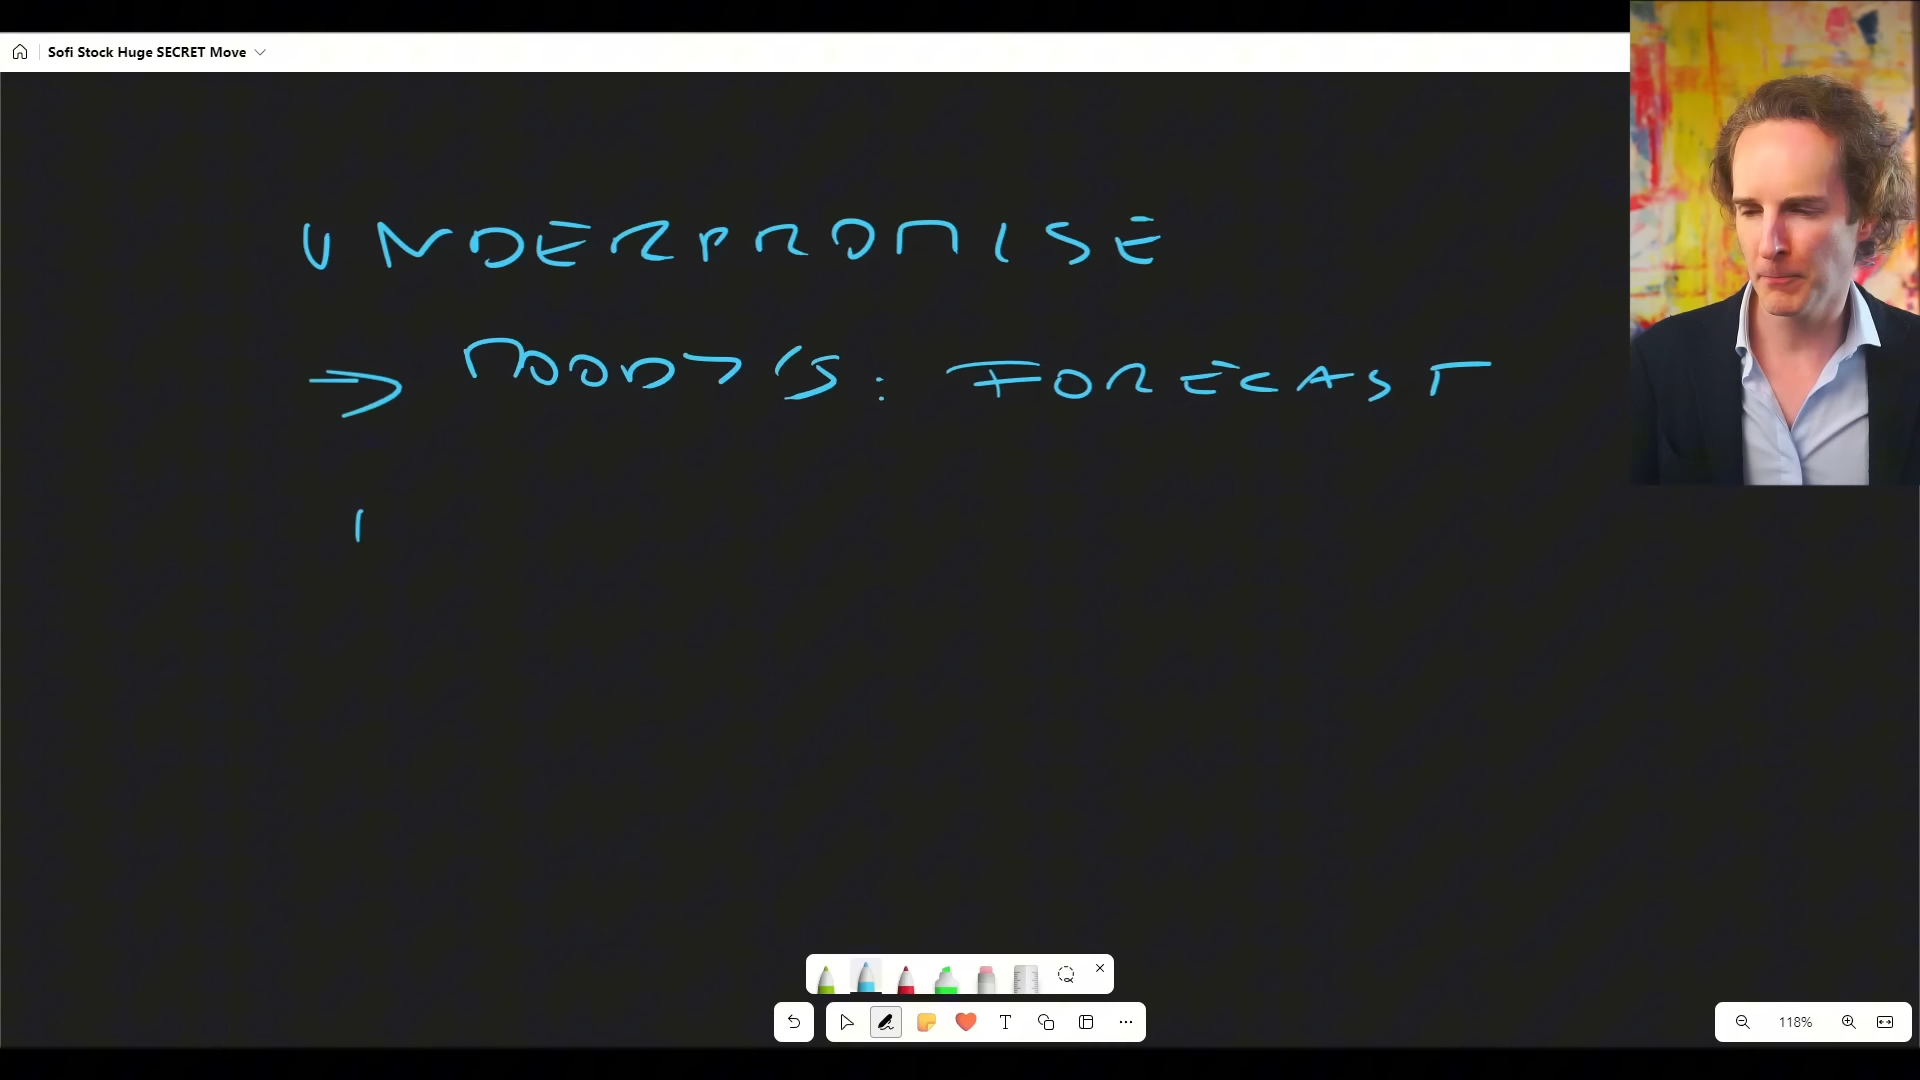 Sofi Stock Huge SECRET Move
UNDERPROMISE
⇒ MOODY'S: FORECAST
118%